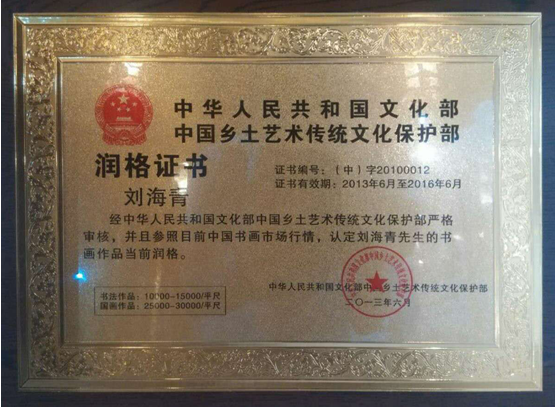 中华人民共和国文化部
中国乡土艺术传统文化保护部
润格证书
刘海青
证书编号：（中）字20100012
证书有效期：2013年6月至2016年6月
经中华人民共和国文化部中国乡土艺术传统文化保护部严格
审核，并且参照目前中国书画市场行情，认定刘海青先生的书
画作品当前润格。
书法作品：10000-15000/平尺
国画作品：25000-30000/平尺
中华人民共和国文化部中国乡土艺术传统文化保护部
二〇一三年六月